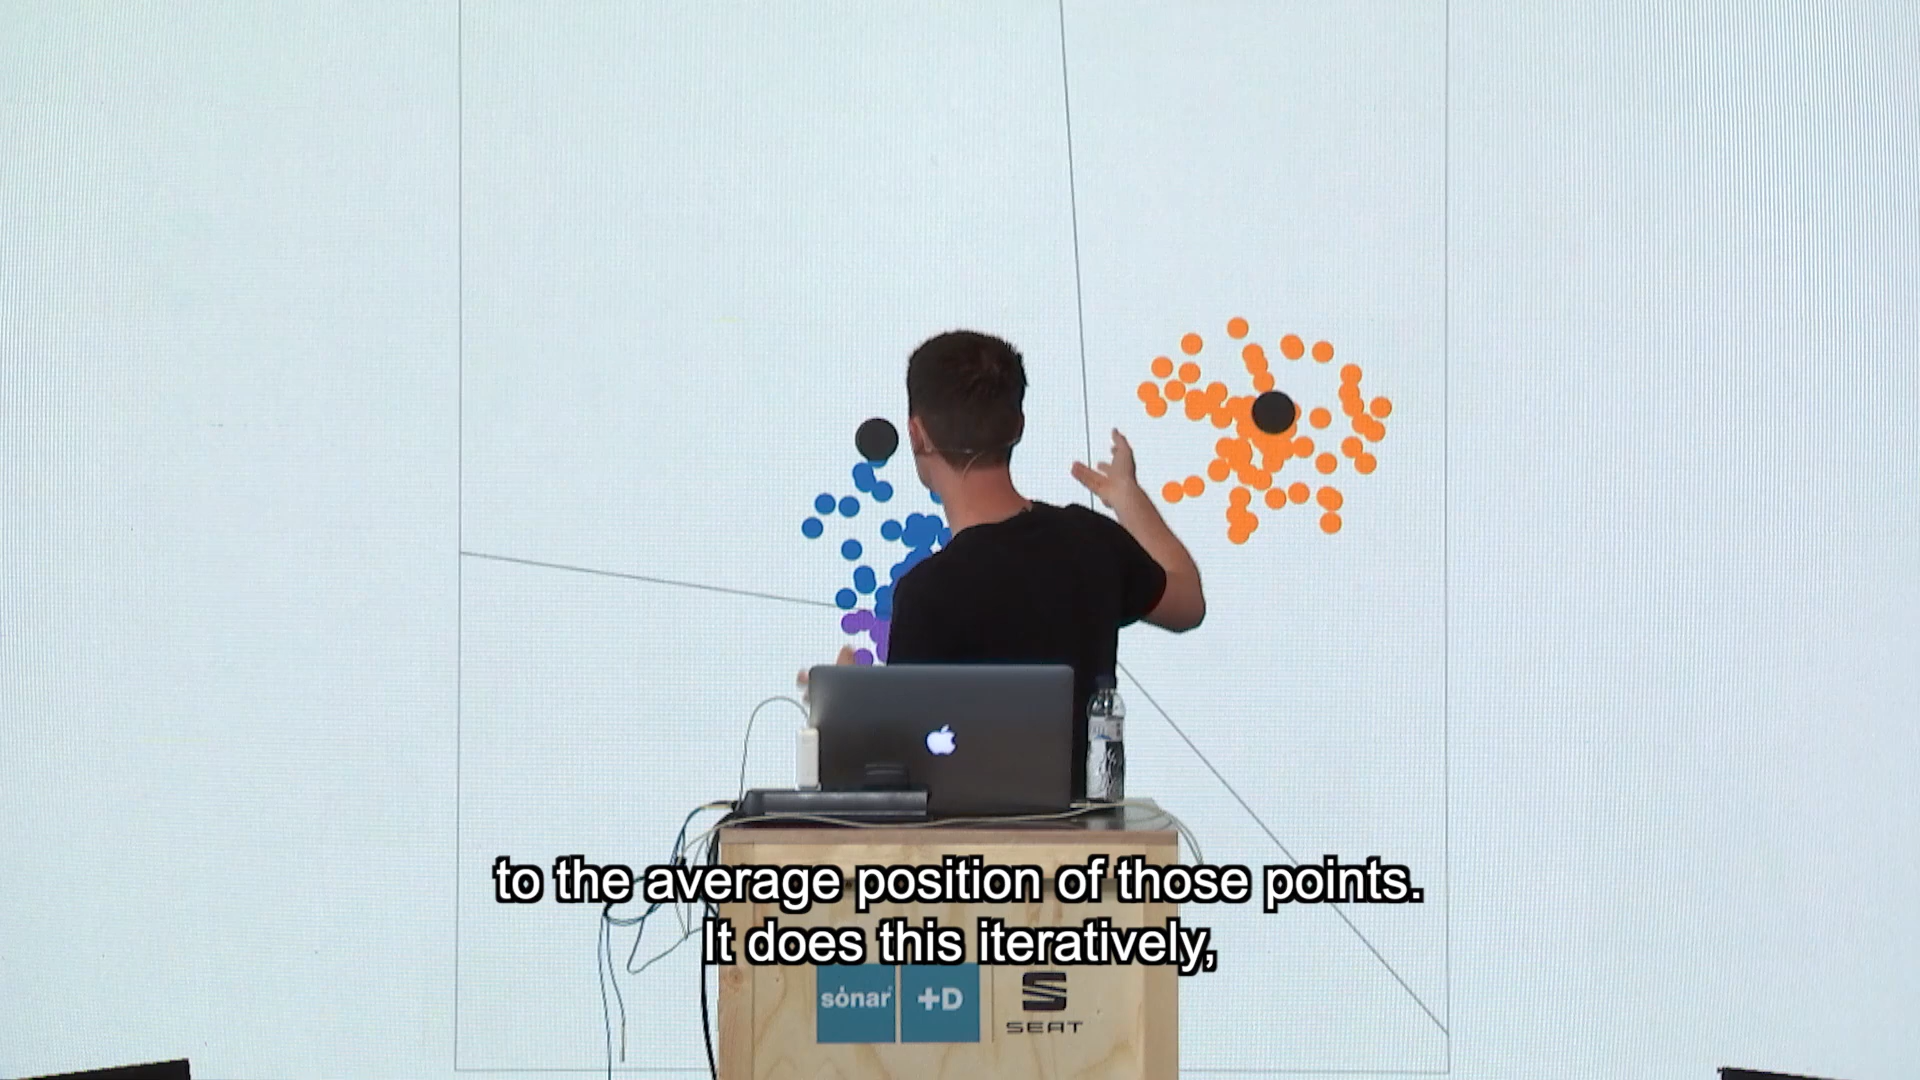 to the average position of those points.
It does this iteratively,
sónar
+D
SEAT